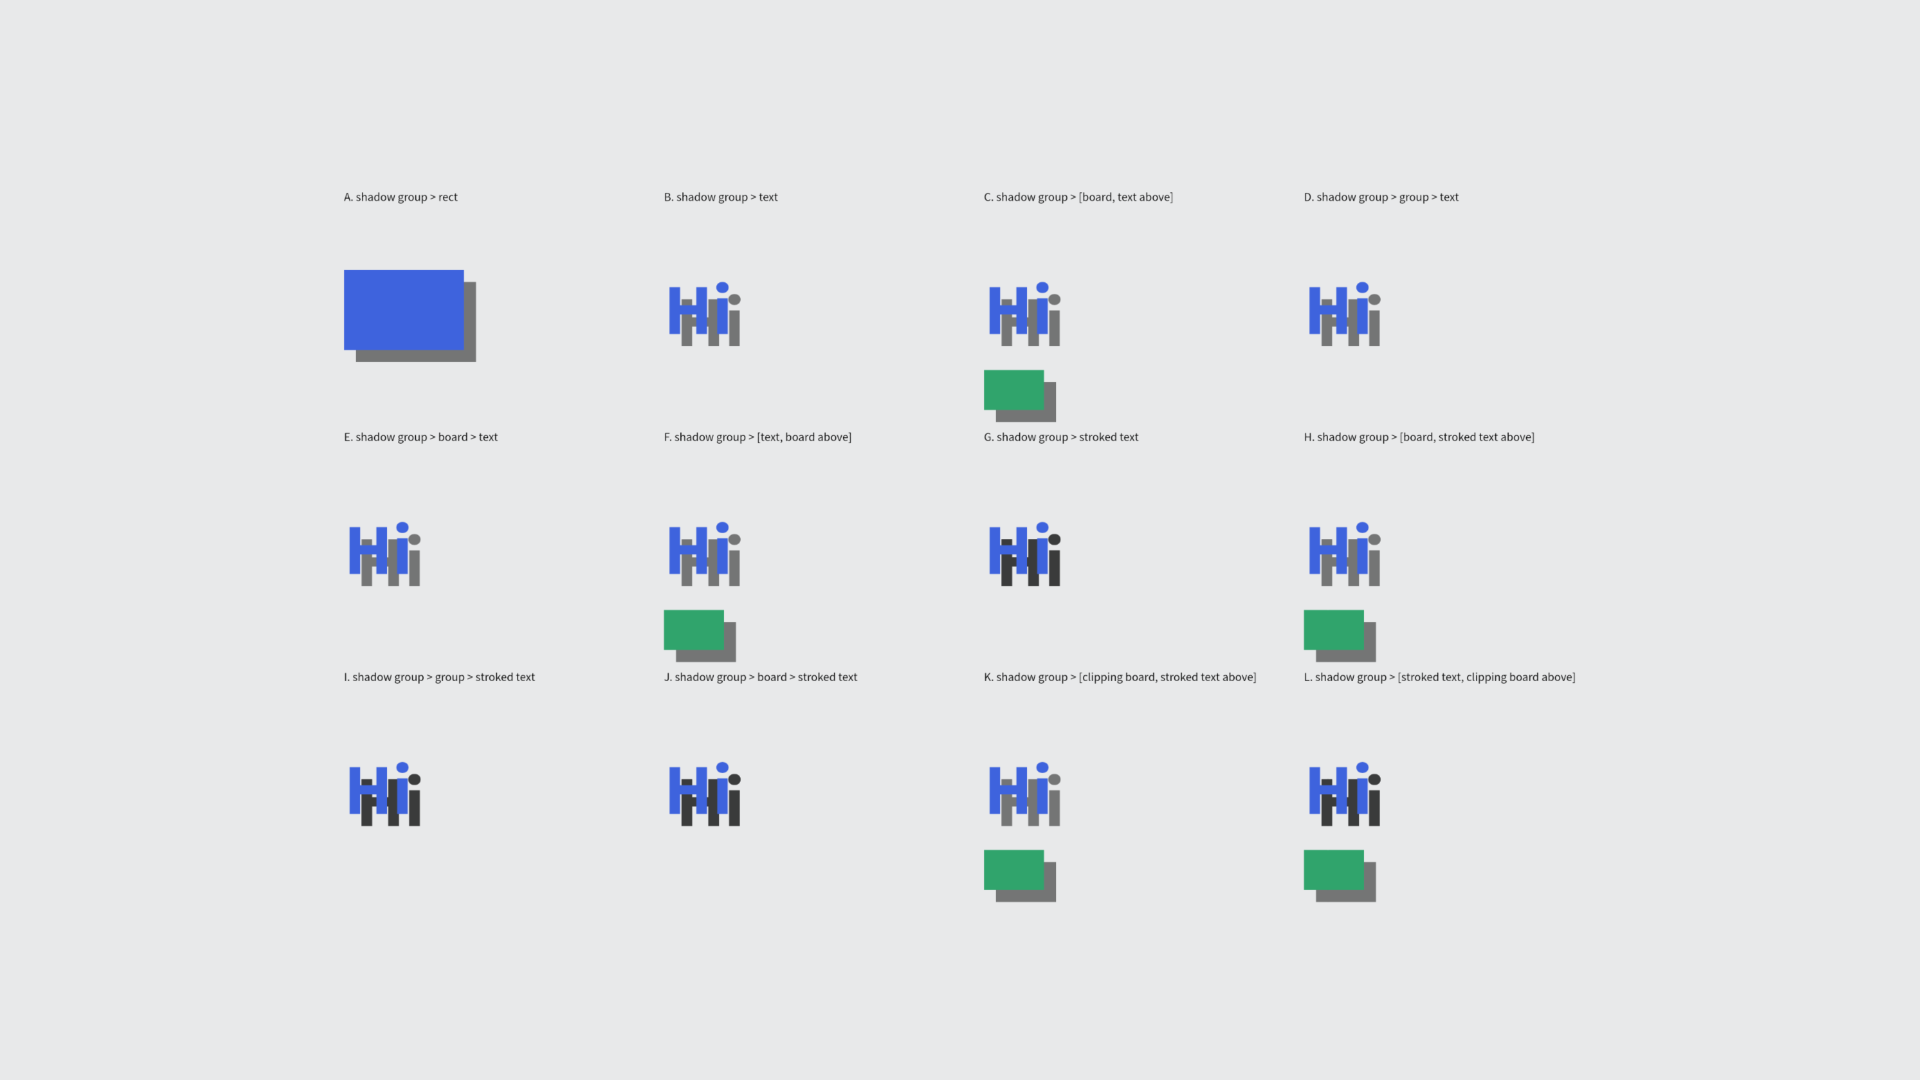 A. shadow group > rect
B. shadow group > text
C. shadow group > [board, text above]
D. shadow group > group > text
Hi
Hi
Hi
E. shadow group > board > text
F. shadow group > [text, board above]
G. shadow group > stroked text
H. shadow group > [board, stroked text above]
Hi
Hi
Hi
Hi
I. shadow group > group > stroked text
J. shadow group > board > stroked text
K. shadow group > [clipping board, stroked text above]
L. shadow group > [stroked text, clipping board above]
Hi
Hi
Hi
Hi